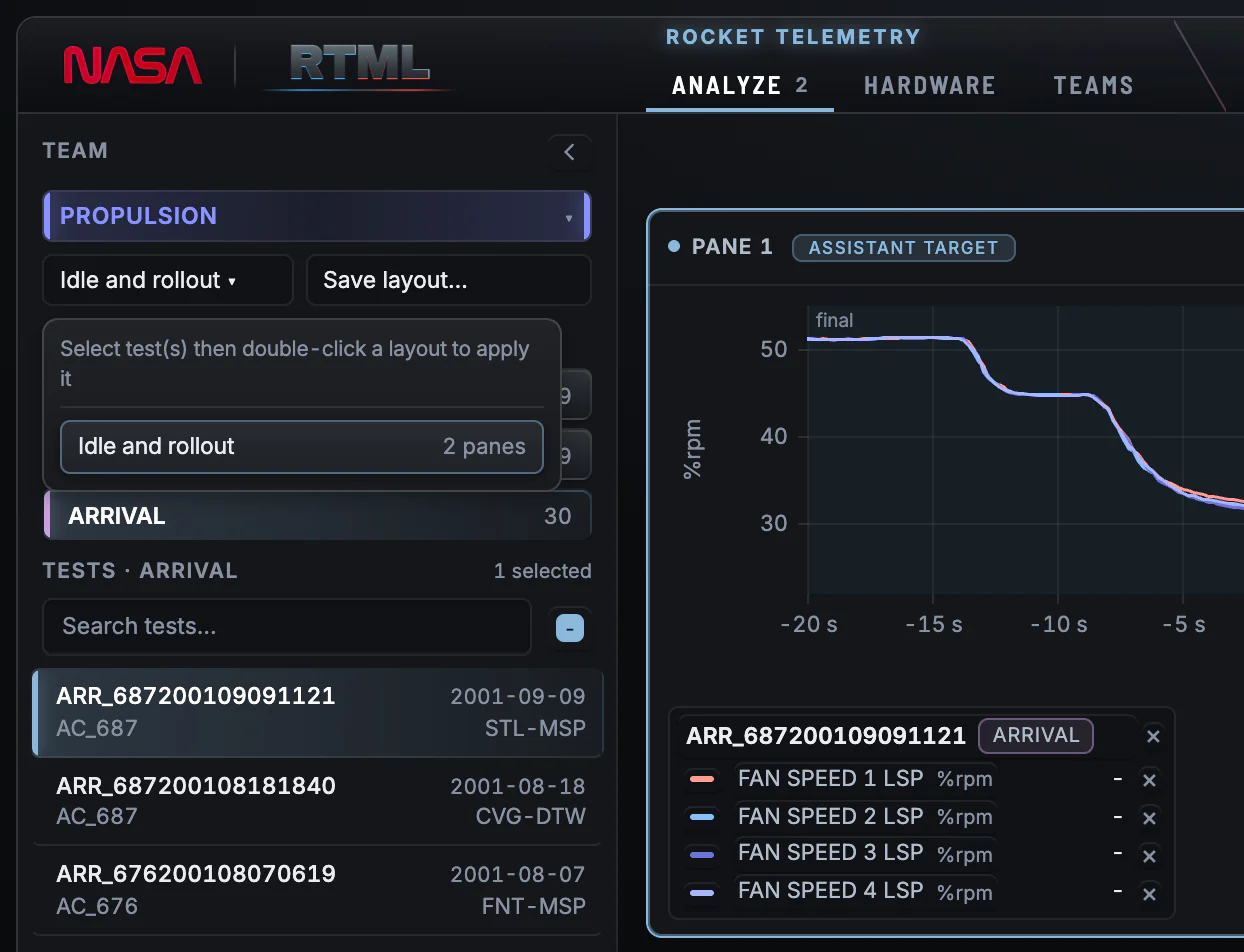 NASA
RTML
ROCKET TELEMETRY
ANALYZE 2
HARDWARE
TEAMS
TEAM
PROPULSION ▾
Idle and rollout ▾
Save layout...
Select test(s) then double-click a layout to apply
it
9
Idle and rollout 2 panes
9
ARRIVAL 30
TESTS · ARRIVAL 1 selected
Search tests...
-
ARR_687200109091121 2001-09-09
AC_687 STL-MSP
ARR_687200108181840 2001-08-18
AC_687 CVG-DTW
ARR_676200108070619 2001-08-07
AC_676 FNT-MSP
PANE 1 ASSISTANT TARGET
final
50
40
30
%rpm
-20 s -15 s -10 s -5 s
ARR_687200109091121 ARRIVAL ×
FAN SPEED 1 LSP %rpm - ×
FAN SPEED 2 LSP %rpm - ×
FAN SPEED 3 LSP %rpm - ×
FAN SPEED 4 LSP %rpm - ×